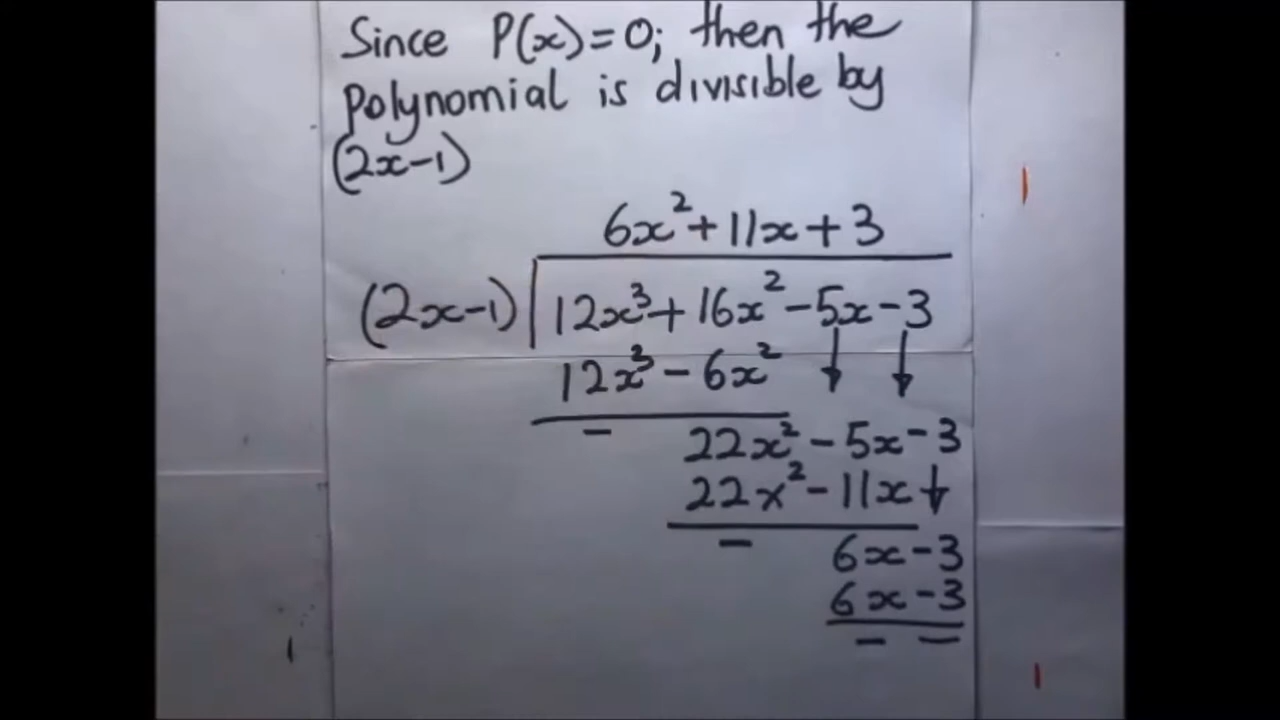 Since P(x)=0; then the
polynomial is divisible by
(2x-1)
6x²+11x+3
(2x-1) 12x³+16x²-5x-3
12x³-6x² ↓ ↓
- 22x²-5x-3
22x²-11x↓
- 6x-3
6x-3
- -